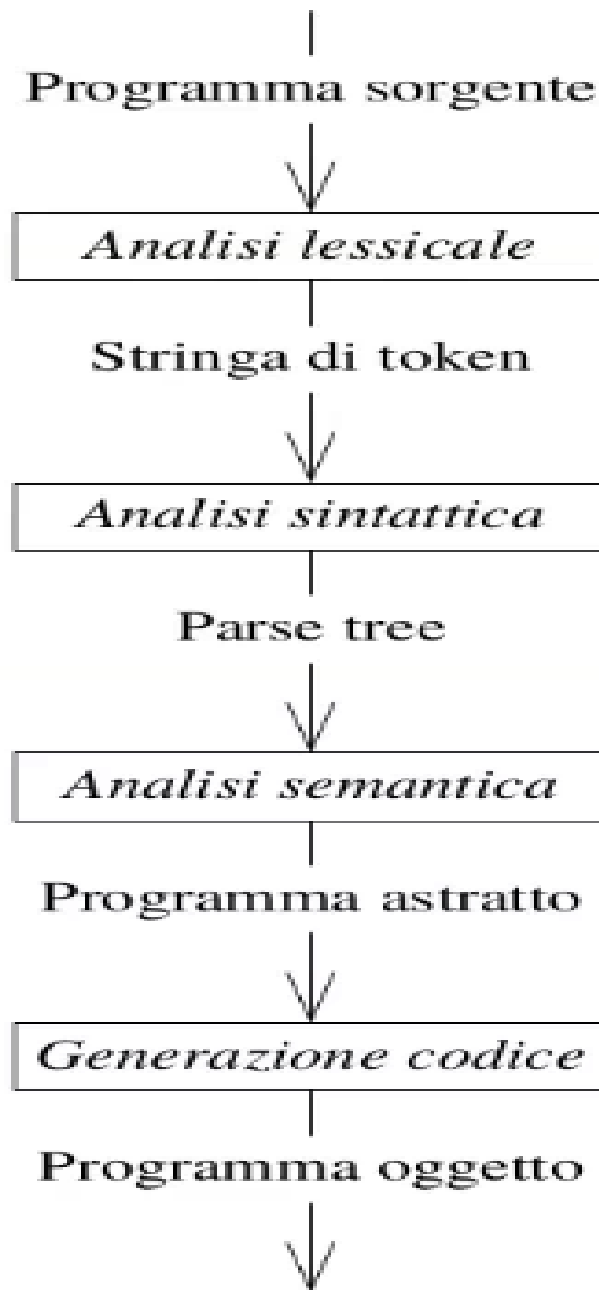 Programma sorgente
Analisi lessicale
Stringa di token
Analisi sintattica
Parse tree
Analisi semantica
Programma astratto
Generazione codice
Programma oggetto